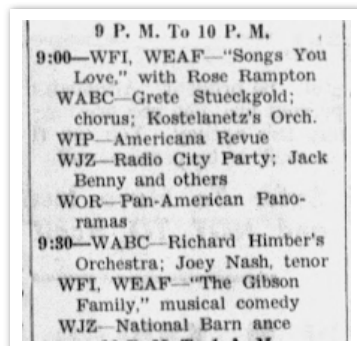 9 P. M. To 10 P. M.
9:00—WFI, WEAF—"Songs You
Love," with Rose Rampton
WABC—Grete Stueckgold;
chorus; Kostelanetz's Orch.
WIP—Americana Revue
WJZ—Radio City Party; Jack
Benny and others
WOR—Pan-American Pano-
ramas
9:30—WABC—Richard Himber's
Orchestra; Joey Nash, tenor
WFI, WEAF—"The Gibson
Family," musical comedy
WJZ—National Barn ance